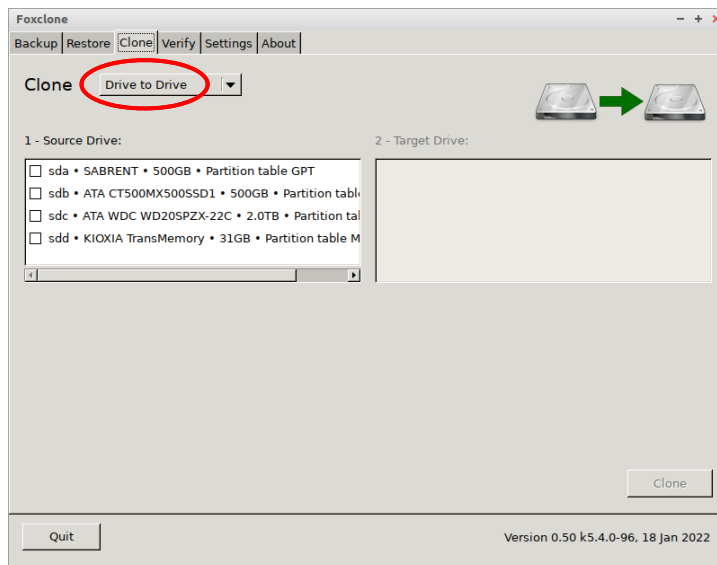 Foxclone
Backup Restore Clone Verify Settings About
Clone Drive to Drive
1 - Source Drive: 2 - Target Drive:
sda • SABRENT • 500GB • Partition table GPT
sdb • ATA CT500MX500SSD1 • 500GB • Partition table
sdc • ATA WDC WD20SPZX-22C • 2.0TB • Partition ta
sdd • KIOXIA TransMemory • 31GB • Partition table M
Clone
Quit Version 0.50 k5.4.0-96, 18 Jan 2022